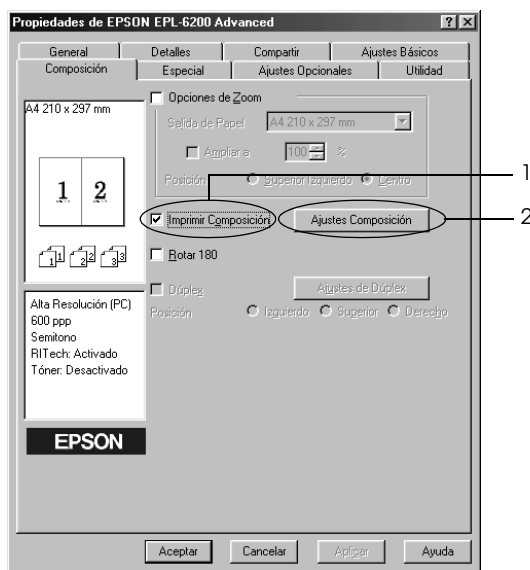 Propiedades de EPSON EPL-6200 Advanced
General Detalles Compartir Ajustes Básicos
Composición Especial Ajustes Opcionales Utilidad
A4 210 x 297 mm
Opciones de Zoom
Salida de Papel A4 210 x 297 mm
Ampliar a 100 %
Posición Superior Izquierdo Centro
1 2
1
Imprimir Composición Ajustes Composición
2
1 1 2 2 3 3
Rotar 180
Dúplex Ajustes de Dúplex
Posición Izquierdo Superior Derecho
Alta Resolución (PC)
600 ppp
Semitono
RITech: Activado
Tóner: Desactivado
EPSON
Aceptar Cancelar Aplicar Ayuda